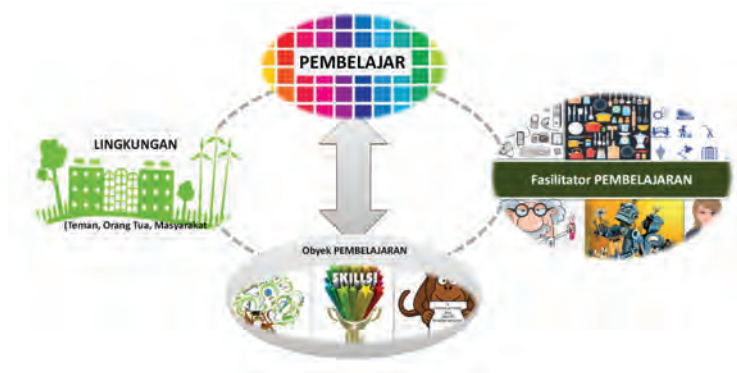 PEMBELAJAR
LINGKUNGAN
(Teman, Orang Tua, Masyarakat
Fasilitator PEMBELAJARAN
Obyek PEMBELAJARAN
SKILLS!